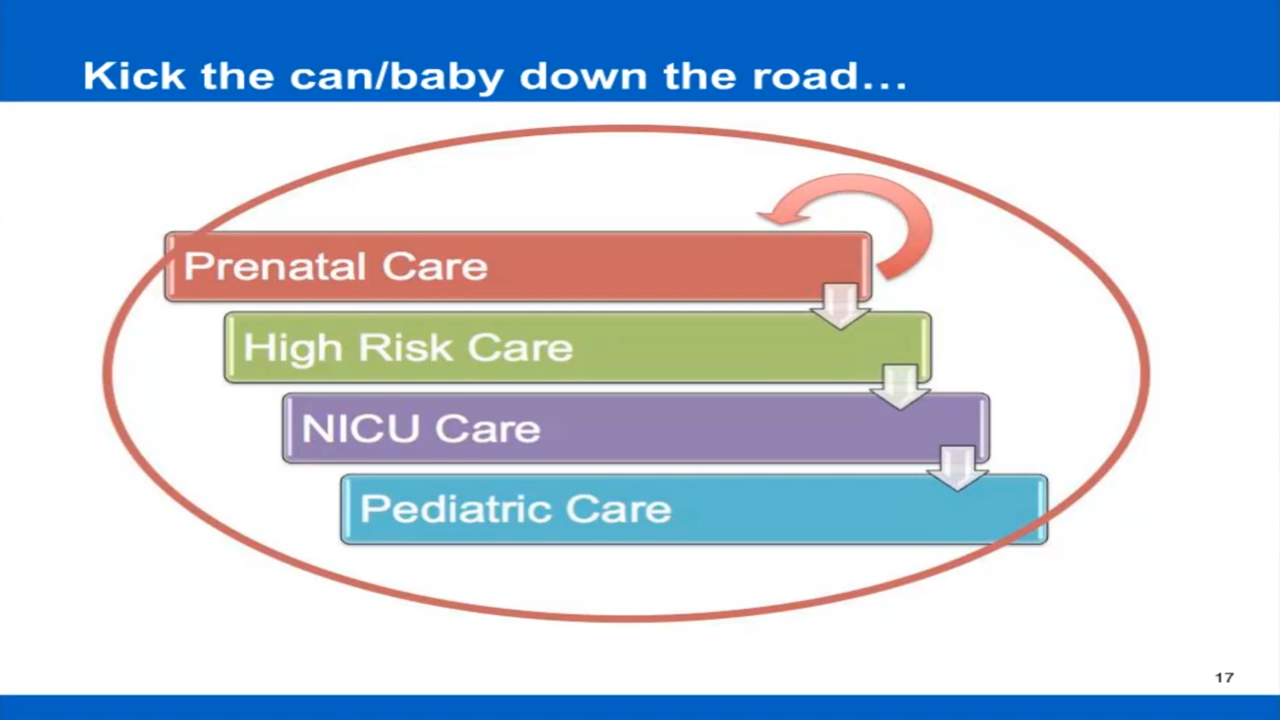 Kick the can/baby down the road…
Prenatal Care
High Risk Care
NICU Care
Pediatric Care
17